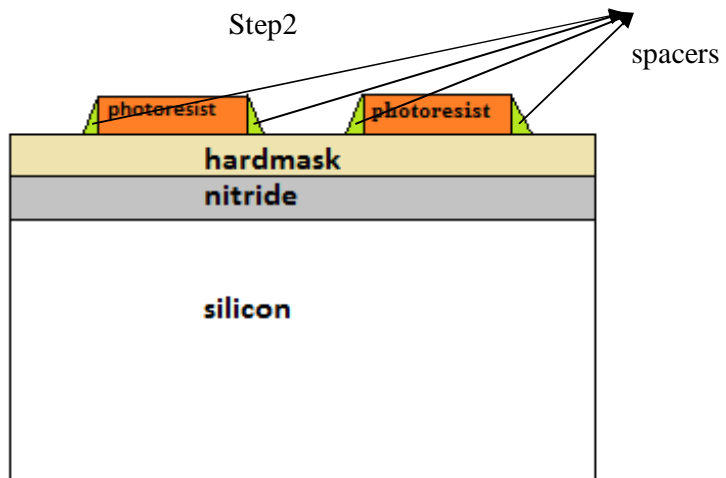 Step2
spacers
photoresist
photoresist
hardmask
nitride
silicon